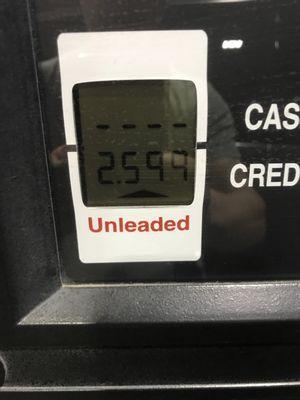 - - - -
CAS
2.599
CRED
Unleaded